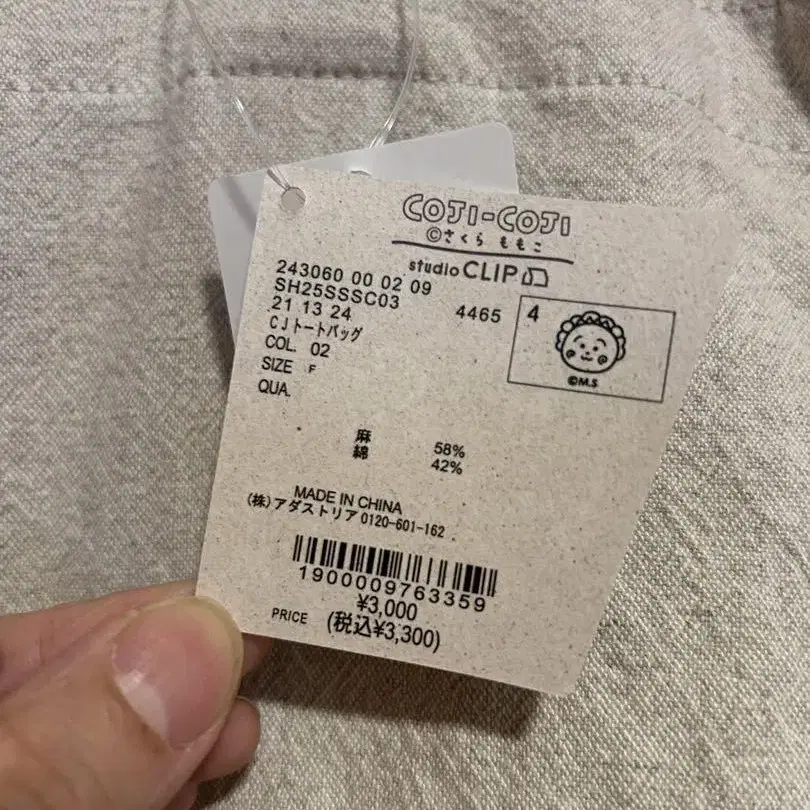 COJI-COJI
©さくら ももこ
studio CLIP
243060 00 02 09
SH25SSSC03
21 13 24
4465
4
CJトートバッグ
COL. 02
SIZE F
QUA.
©M.S
麻 58%
綿 42%
MADE IN CHINA
(株)アダストリア 0120-601-162
1900009763359
¥3,000
PRICE (税込¥3,300)